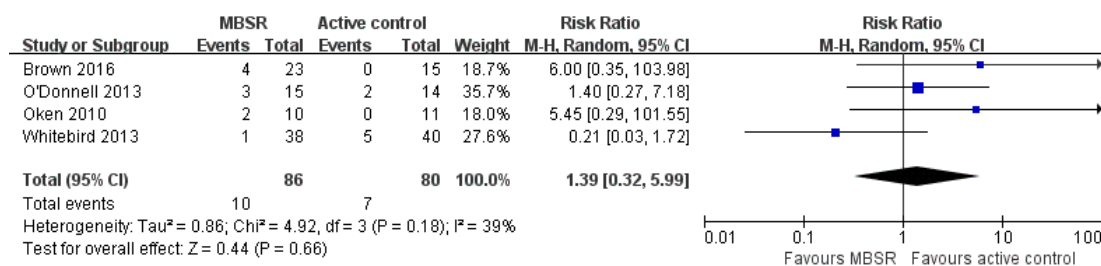 MBSR Active control Risk Ratio Risk Ratio
Study or Subgroup Events Total Events Total Weight M-H, Random, 95% CI M-H, Random, 95% CI
Brown 2016 4 23 0 15 18.7% 6.00 [0.35, 103.98]
O'Donnell 2013 3 15 2 14 35.7% 1.40 [0.27, 7.18]
Oken 2010 2 10 0 11 18.0% 5.45 [0.29, 101.55]
Whitebird 2013 1 38 5 40 27.6% 0.21 [0.03, 1.72]
Total (95% CI) 86 80 100.0% 1.39 [0.32, 5.99]
Total events 10 7
Heterogeneity: Tau² = 0.86; Chi² = 4.92, df = 3 (P = 0.18); I² = 39%
Test for overall effect: Z = 0.44 (P = 0.66)
0.01 0.1 1 10 100
Favours MBSR Favours active control